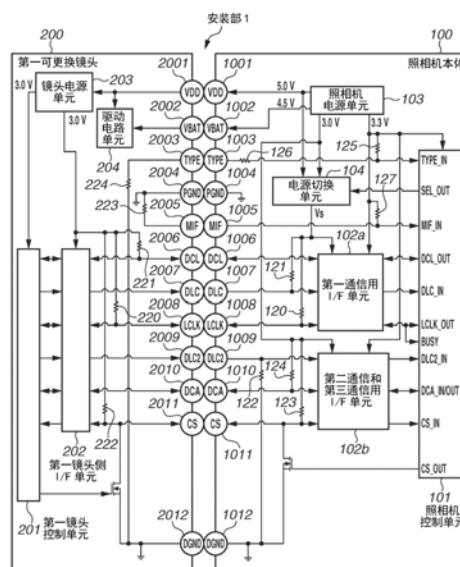 安装部1
200
100
第一可更换镜头
2001
1001
照相机本体
3.0 V
镜头电源
单元
203
VDD
VDD
5.0 V
4.5 V
照相机
电源单元
103
2002
1002
3.0 V
3.3 V
3.0 V
驱动
电路
单元
204
VBAT
VBAT
2003
1003
125
TYPE
TYPE
126
TYPE_IN
2004
1004
104
224
PGND
PGND
电源切换
单元
127
SEL_OUT
223
2005
1005
MIF
MIF
Vs
MIF_IN
2006
1006
102a
DCL
DCL
DCL_OUT
221
2007
1007
121
第一通信用
I/F 单元
DLC
DLC
DLC_IN
220
2008
1008
120
LCLK
LCLK
LCLK_OUT
BUSY
2009
1009
DLC2
DLC2
124
DLC2_IN
2010
1010
122
第二通信和
第三通信用
I/F 单元
DCA
DCA
DCA_IN/OUT
2011
123
222
CS
CS
CS_IN
202
第一镜头侧
I/F 单元
1011
102b
CS_OUT
201
第一镜头
控制单元
2012
1012
101
照相机
控制单元
DGND
DGND